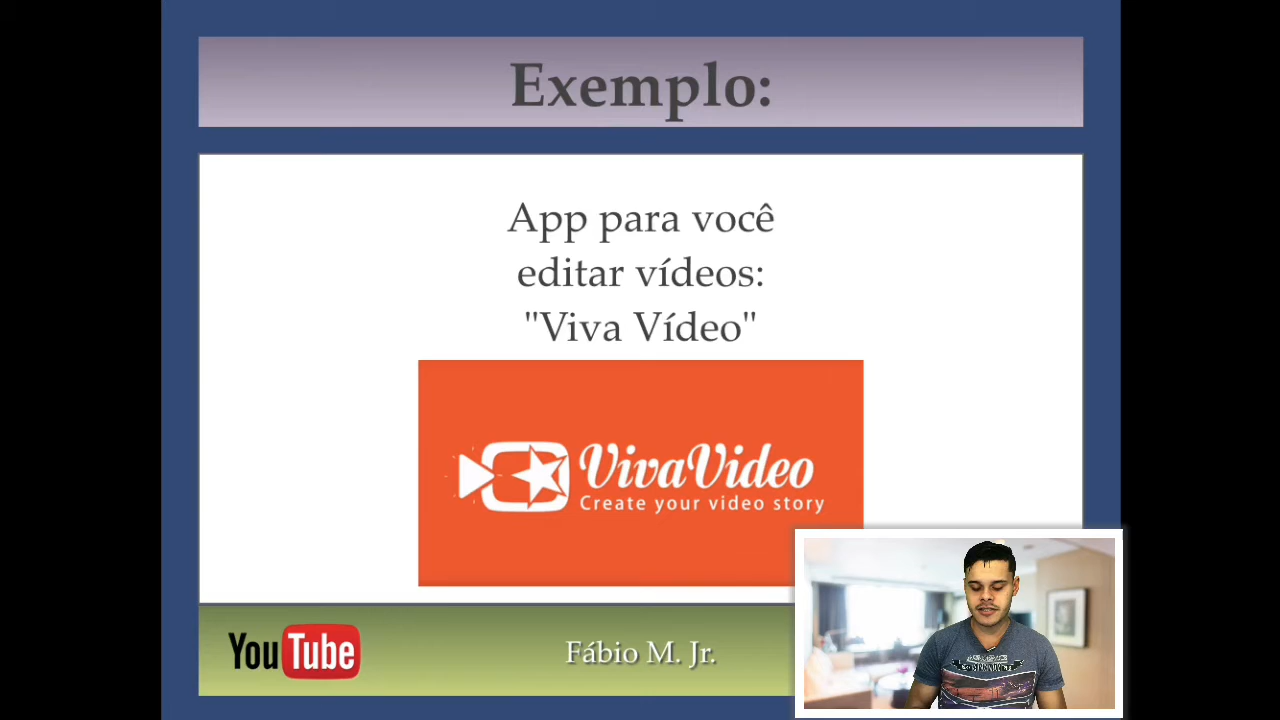 Exemplo:
App para você
editar vídeos:
"Viva Vídeo"
VivaVideo
Create your video story
YouTube
Fábio M. Jr.